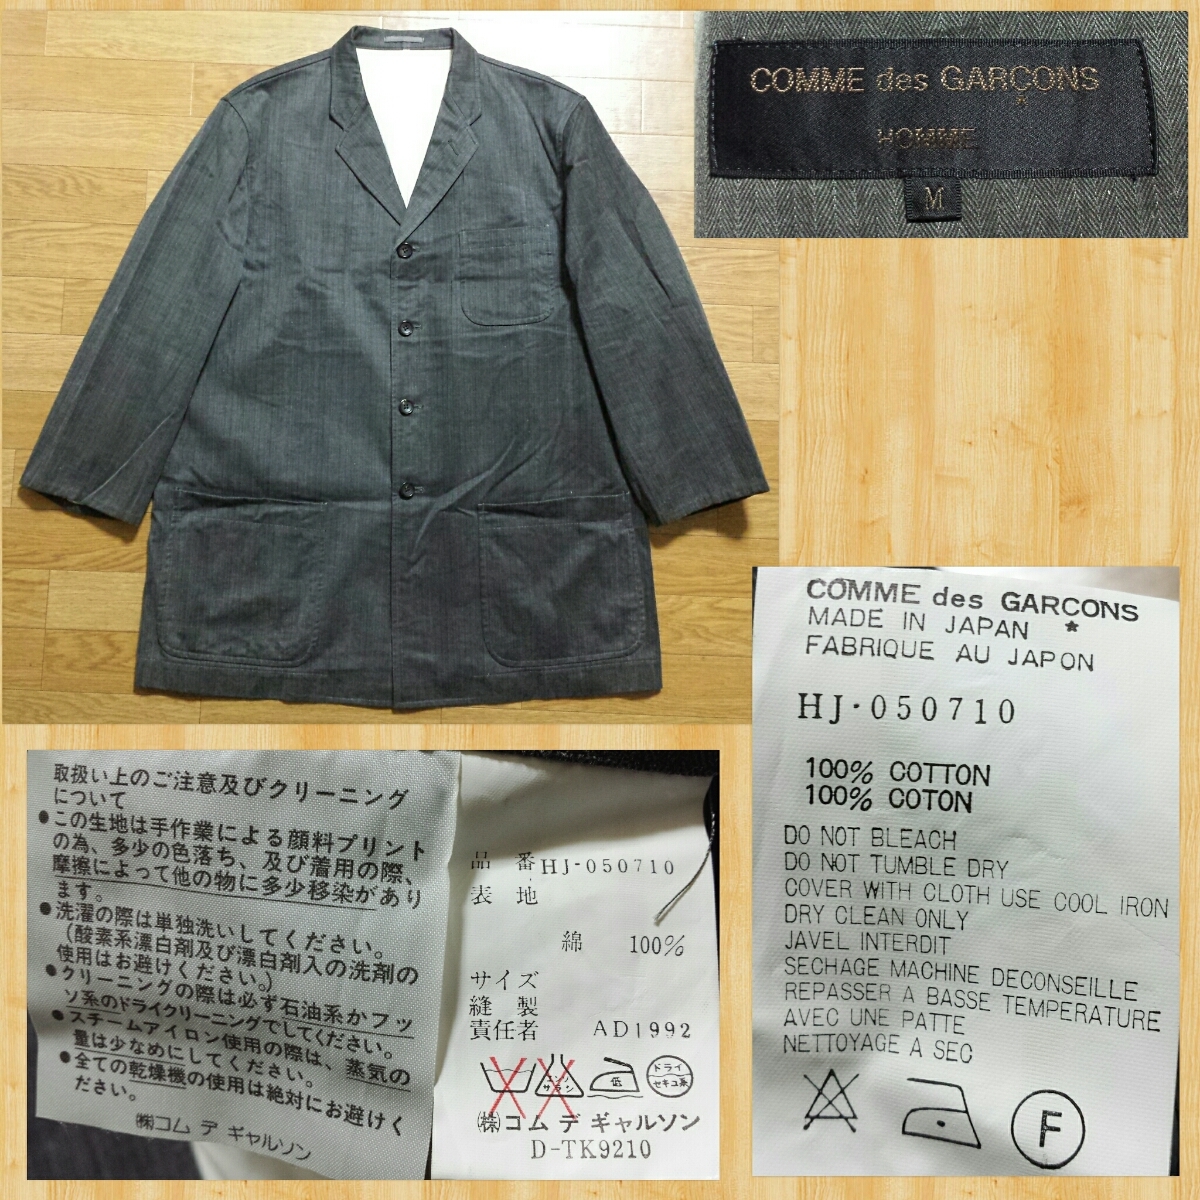 COMME des GARÇONS
HOMME
M
COMME des GARCONS
MADE IN JAPAN *
FABRIQUE AU JAPON
HJ・050710
100% COTTON
100% COTON
DO NOT BLEACH
DO NOT TUMBLE DRY
COVER WITH CLOTH USE COOL IRON
DRY CLEAN ONLY
JAVEL INTERDIT
SECHAGE MACHINE DECONSEILLE
REPASSER A BASSE TEMPERATURE
AVEC UNE PATTE
NETTOYAGE A SEC
F
取扱い上のご注意及びクリーニング
について
●この生地は手作業による顔料プリント
の為、多少の色落ち、及び着用の際、
摩擦によって他の物に多少移染があり
ます。
●洗濯の際は単独洗いしてください。
(酸素系漂白剤及び漂白剤入の洗剤の
使用はお避けください。)
●クリーニングの際は必ず石油系かフッ
ソ系のドライクリーニングでしてください。
●スチームアイロン使用の際は、蒸気の
量は少なめにしてください。
●全ての乾燥機の使用は絶対にお避けく
ださい。
㈱コム デ ギャルソン
品 番 HJ-050710
表 地
綿 100%
サイズ
縫 製
責任者 AD1992
エンソ
サラシ
低
ドライ
セキユ系
㈱コム デ ギャルソン
D-TK9210